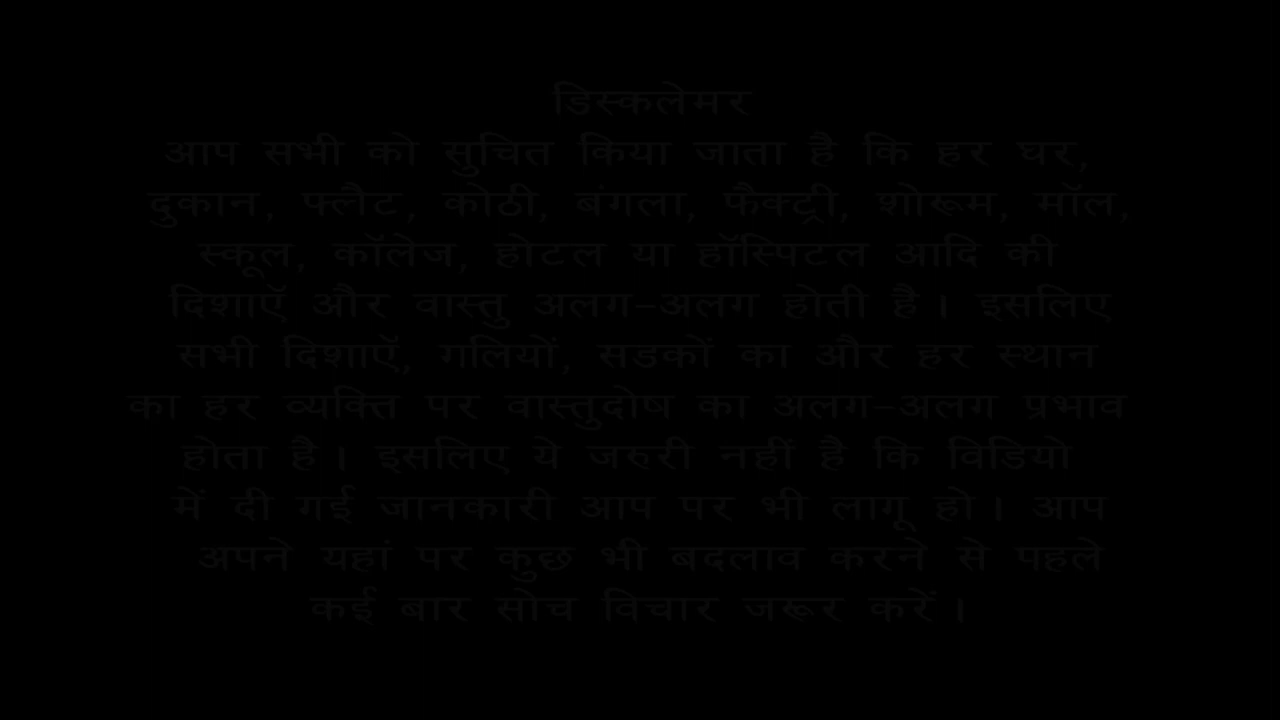 डिस्कलेमर
आप सभी को सुचित किया जाता है कि हर घर,
दुकान, फ्लैट, कोठी, बंगला, फैक्ट्री, शोरूम, मॉल,
स्कूल, कॉलेज, होटल या हॉस्पिटल आदि की
दिशाऍ और वास्तु अलग–अलग होती है। इसलिए
सभी दिशाऍ, गलियों, सडकों का और हर स्थान
का हर व्यक्ति पर वास्तुदोष का अलग–अलग प्रभाव
होता है। इसलिए ये जरुरी नहीं है कि विडियो
में दी गई जानकारी आप पर भी लागू हो। आप
अपने यहां पर कुछ भी बदलाव करने से पहले
कई बार सोच विचार जरूर करें।